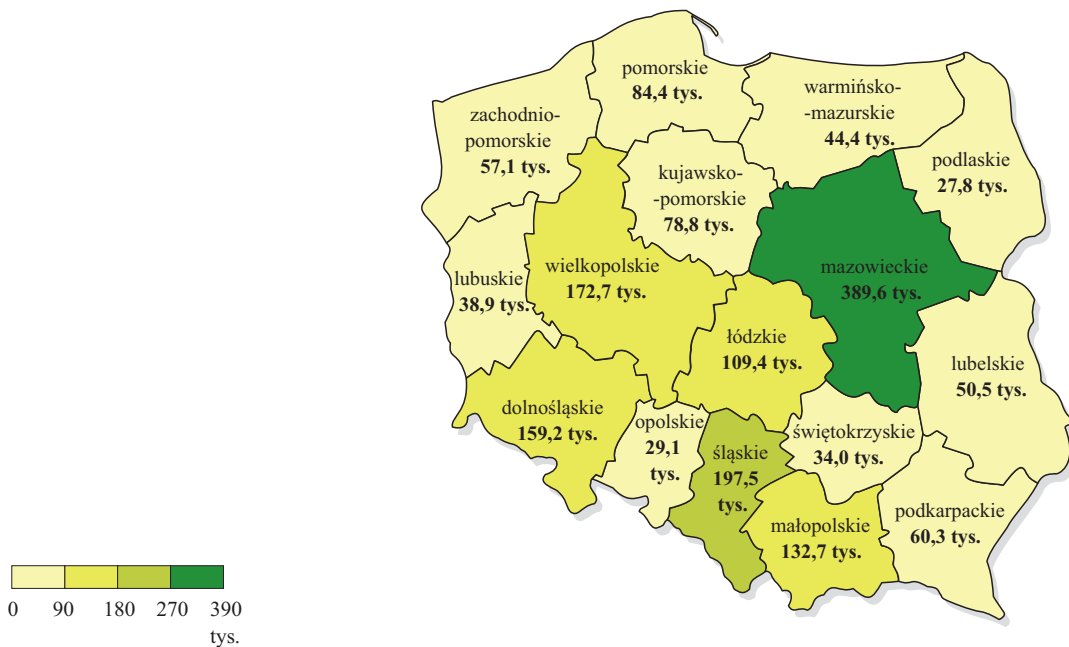 pomorskie
84,4 tys.
warmińsko-
-mazurskie
44,4 tys.
zachodnio-
pomorskie
57,1 tys.
podlaskie
27,8 tys.
kujawsko-
-pomorskie
78,8 tys.
mazowieckie
389,6 tys.
wielkopolskie
172,7 tys.
lubuskie
38,9 tys.
łódzkie
109,4 tys.
lubelskie
50,5 tys.
dolnośląskie
159,2 tys.
opolskie
29,1
tys.
śląskie
197,5
tys.
świętokrzyskie
34,0 tys.
małopolskie
132,7 tys.
podkarpackie
60,3 tys.
0 90 180 270 390
tys.